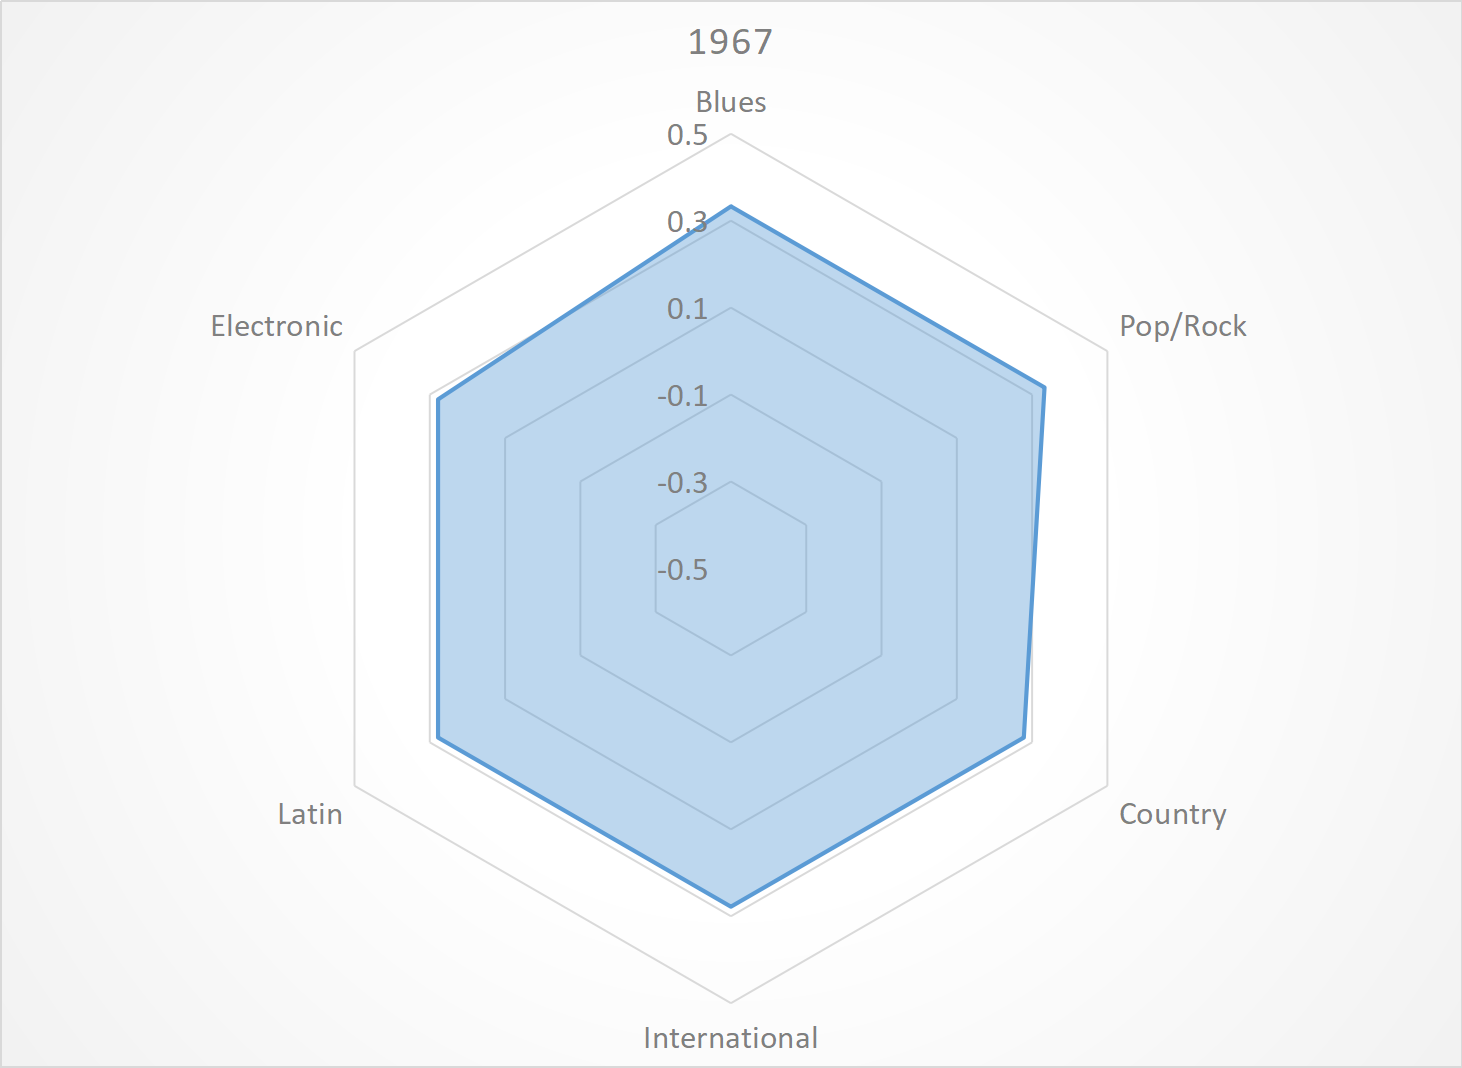 1967
Blues
0.5
0.3
Electronic
0.1
Pop/Rock
-0.1
-0.3
-0.5
Latin
Country
International